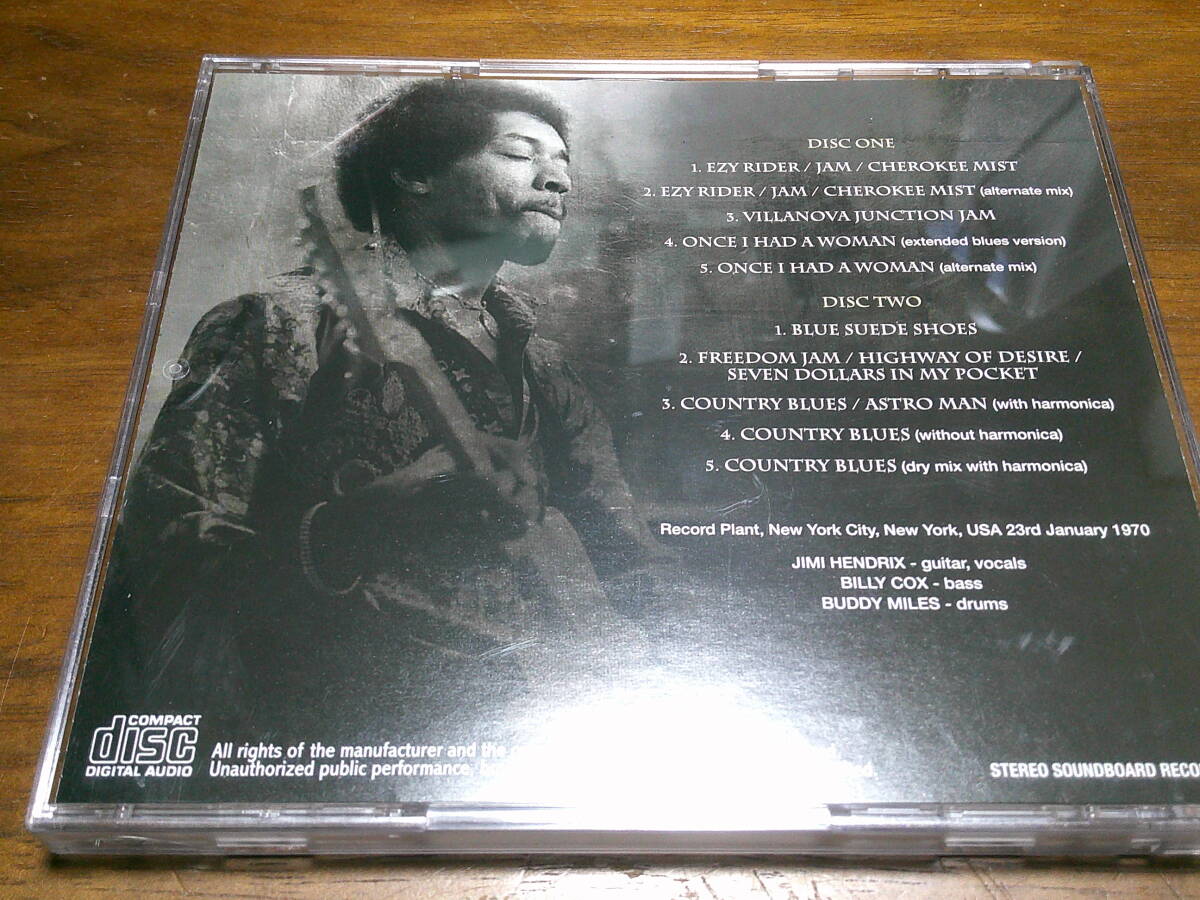 DISC ONE
1. EZY RIDER / JAM / CHEROKEE MIST
2. EZY RIDER / JAM / CHEROKEE MIST (alternate mix)
3. VILLANOVA JUNCTION JAM
4. ONCE I HAD A WOMAN (extended blues version)
5. ONCE I HAD A WOMAN (alternate mix)
DISC TWO
1. BLUE SUEDE SHOES
2. FREEDOM JAM / HIGHWAY OF DESIRE /
SEVEN DOLLARS IN MY POCKET
3. COUNTRY BLUES / ASTRO MAN (with harmonica)
4. COUNTRY BLUES (without harmonica)
5. COUNTRY BLUES (dry mix with harmonica)
Record Plant, New York City, New York, USA 23rd January 1970
JIMI HENDRIX - guitar, vocals
BILLY COX - bass
BUDDY MILES - drums
COMPACT
disc
DIGITAL AUDIO
All rights of the manufacturer and the
Unauthorized public performance,
STEREO SOUNDBOARD